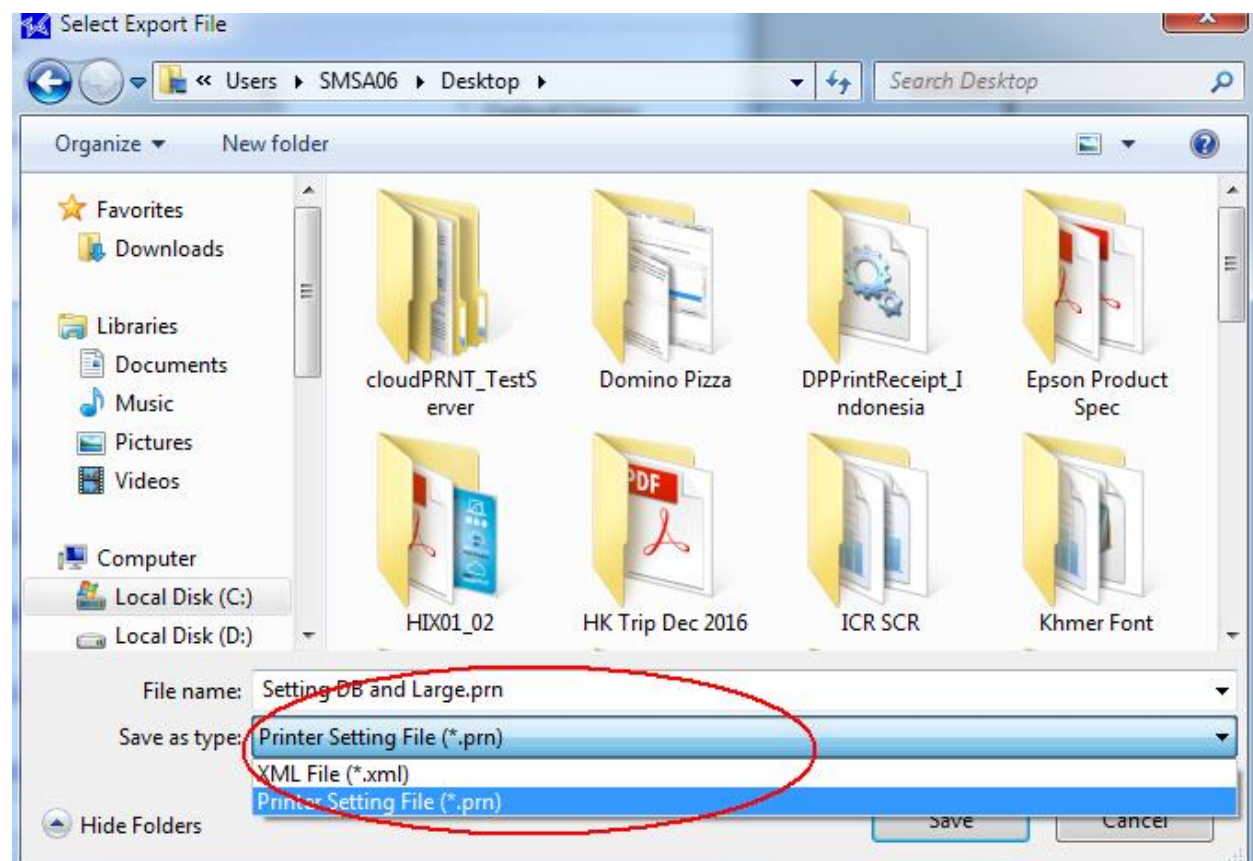 Select Export File
« Users ▸ SMSA06 ▸ Desktop ▸
Search Desktop
Organize
New folder
Favorites
Downloads
Libraries
Documents
Music
Pictures
Videos
Computer
Local Disk (C:)
Local Disk (D:)
cloudPRNT_TestS
erver
Domino Pizza
DPPrintReceipt_I
ndonesia
Epson Product
Spec
HIX01_02
PDF
HK Trip Dec 2016
ICR SCR
Khmer Font
File name: Setting DB and Large.prn
Save as type: Printer Setting File (*.prn)
XML File (*.xml)
Printer Setting File (*.prn)
Hide Folders
Save
Cancel